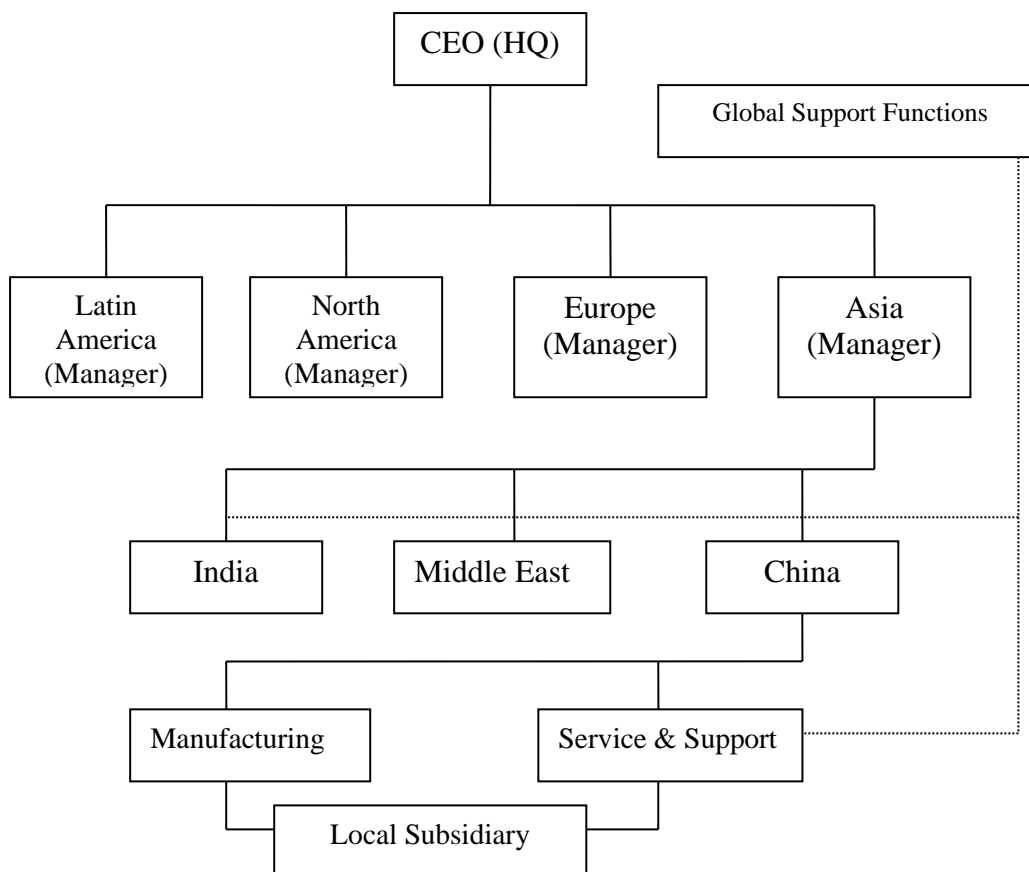 CEO (HQ)
Global Support Functions
Latin
America
(Manager)
North
America
(Manager)
Europe
(Manager)
Asia
(Manager)
India
Middle East
China
Manufacturing
Service & Support
Local Subsidiary